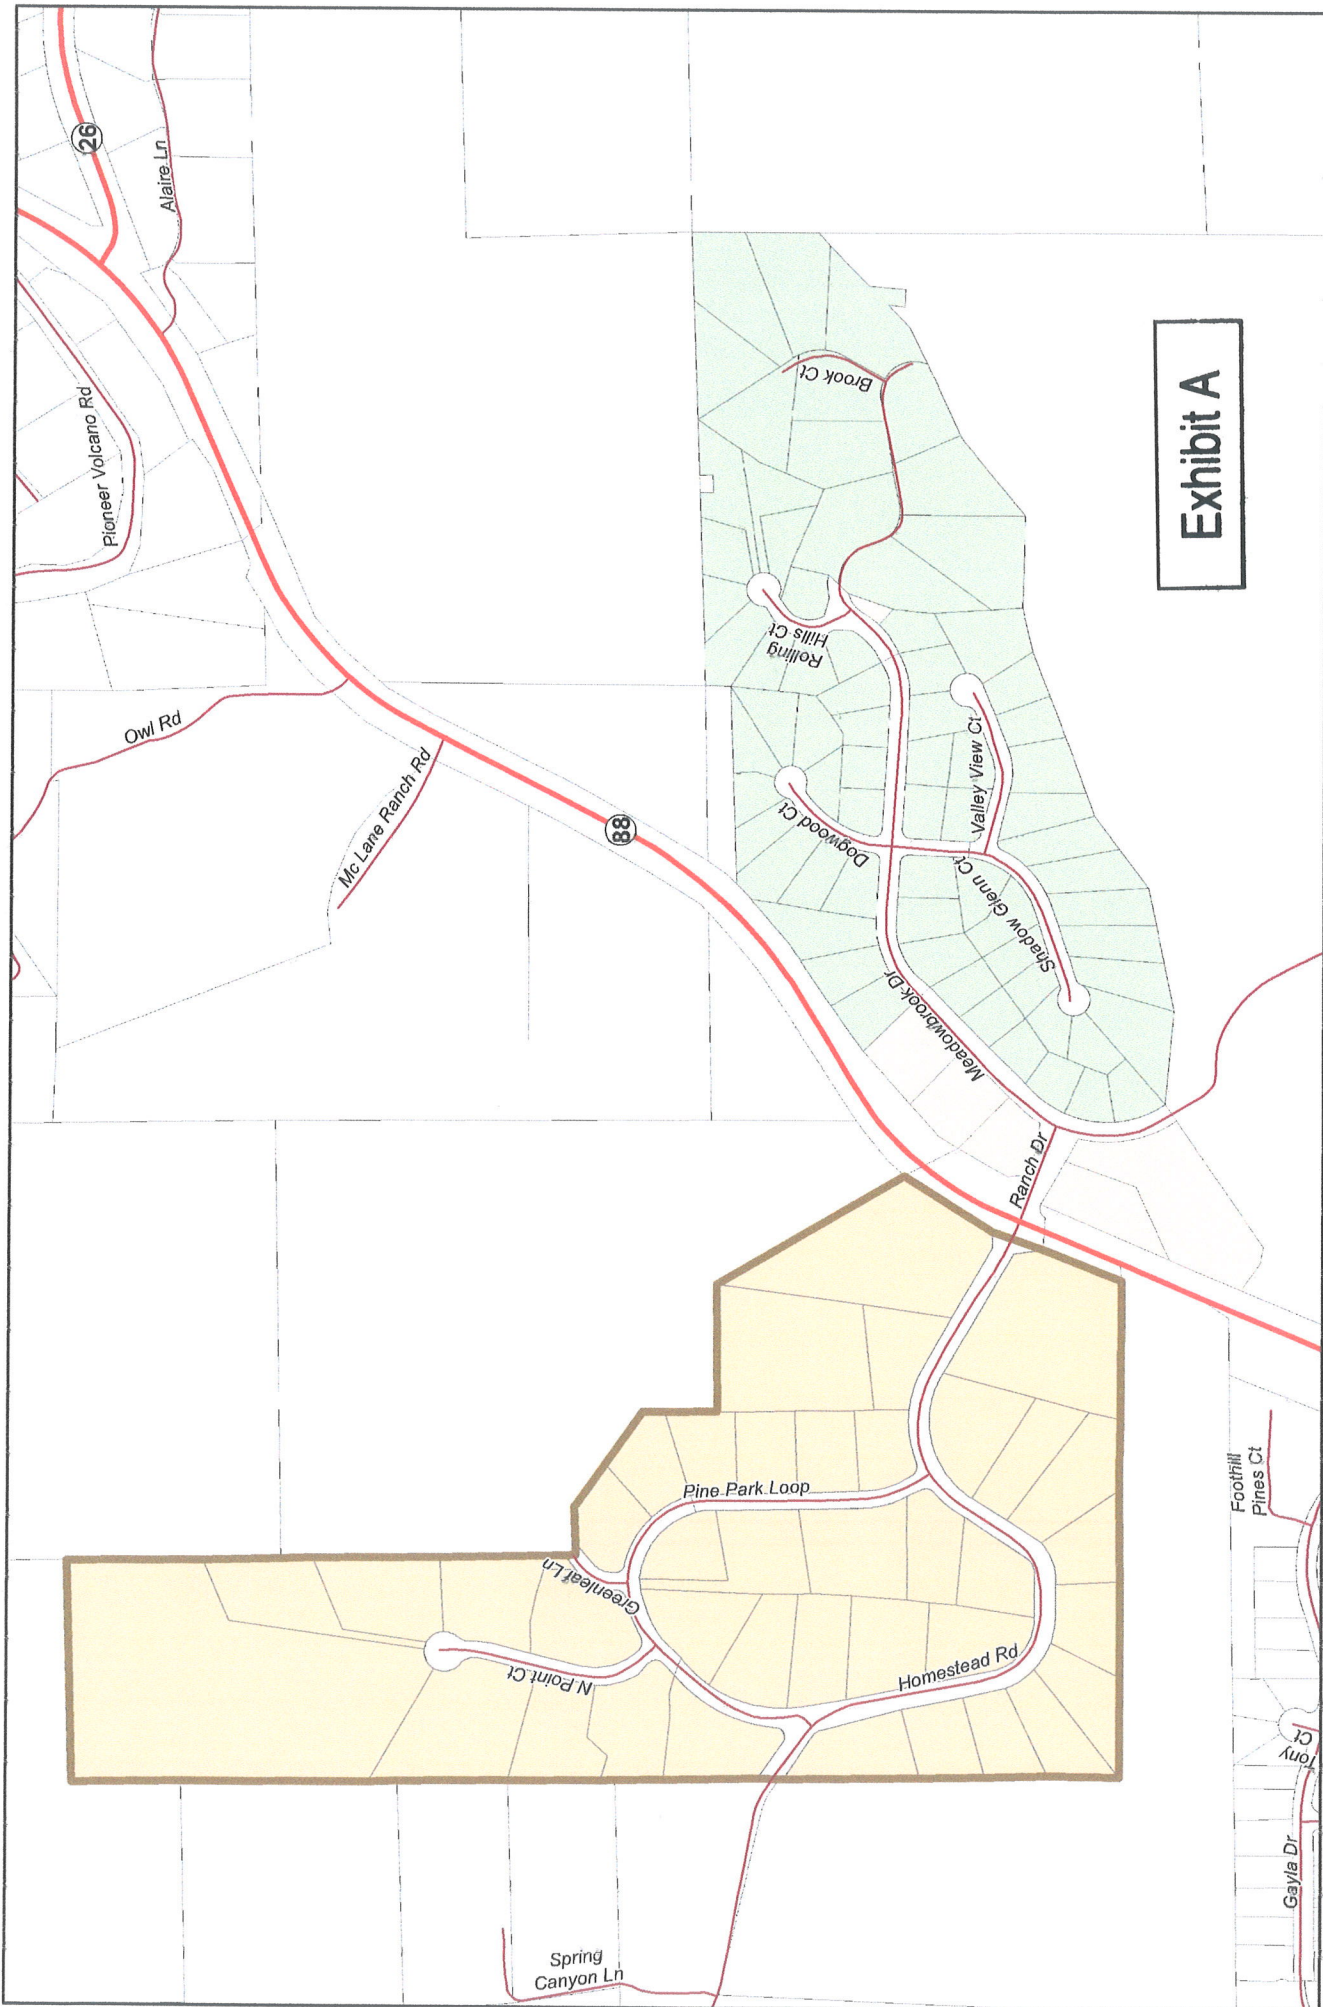 26
Alaire Ln
Pioneer Volcano Rd
Owl Rd
Mc Lane Ranch Rd
88
Brook Ct
Rolling
Hills Ct
Dogwood Ct
Valley View Ct
Shadow Glenn Ct
Meadowbrook Dr
Ranch Dr
Exhibit A
Pine Park Loop
Greenleaf Ln
N Point Ct
Homestead Rd
Foothill
Pines Ct
Tony
Ct
Gayla Dr
Spring
Canyon Ln